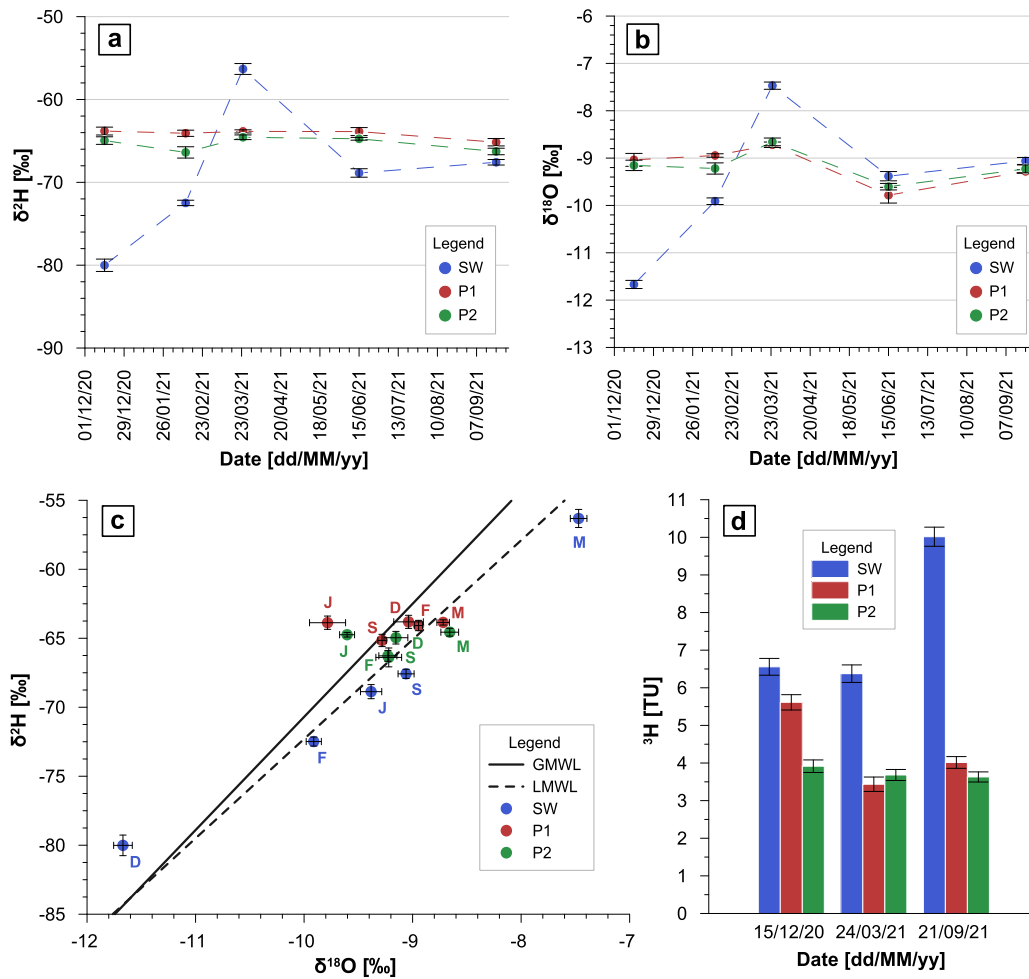 a
-50
-60
-70
-80
-90
δ²H [‰]
Legend
SW
P1
P2
01/12/20
29/12/20
26/01/21
23/02/21
23/03/21
20/04/21
18/05/21
15/06/21
13/07/21
10/08/21
07/09/21
Date [dd/MM/yy]
b
-6
-7
-8
-9
-10
-11
-12
-13
δ¹⁸O [‰]
Legend
SW
P1
P2
01/12/20
29/12/20
26/01/21
23/02/21
23/03/21
20/04/21
18/05/21
15/06/21
13/07/21
10/08/21
07/09/21
Date [dd/MM/yy]
c
-55
-60
-65
-70
-75
-80
-85
δ²H [‰]
M
J
D
F
M
S
J
D
M
F
S
S
J
F
D
Legend
GMWL
LMWL
SW
P1
P2
-12
-11
-10
-9
-8
-7
δ¹⁸O [‰]
d
11
10
9
8
7
6
5
4
3
2
1
0
³H [TU]
Legend
SW
P1
P2
15/12/20
24/03/21
21/09/21
Date [dd/MM/yy]